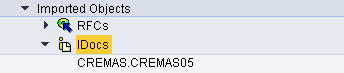 Imported Objects
RFCs
IDocs
CREMAS.CREMAS05